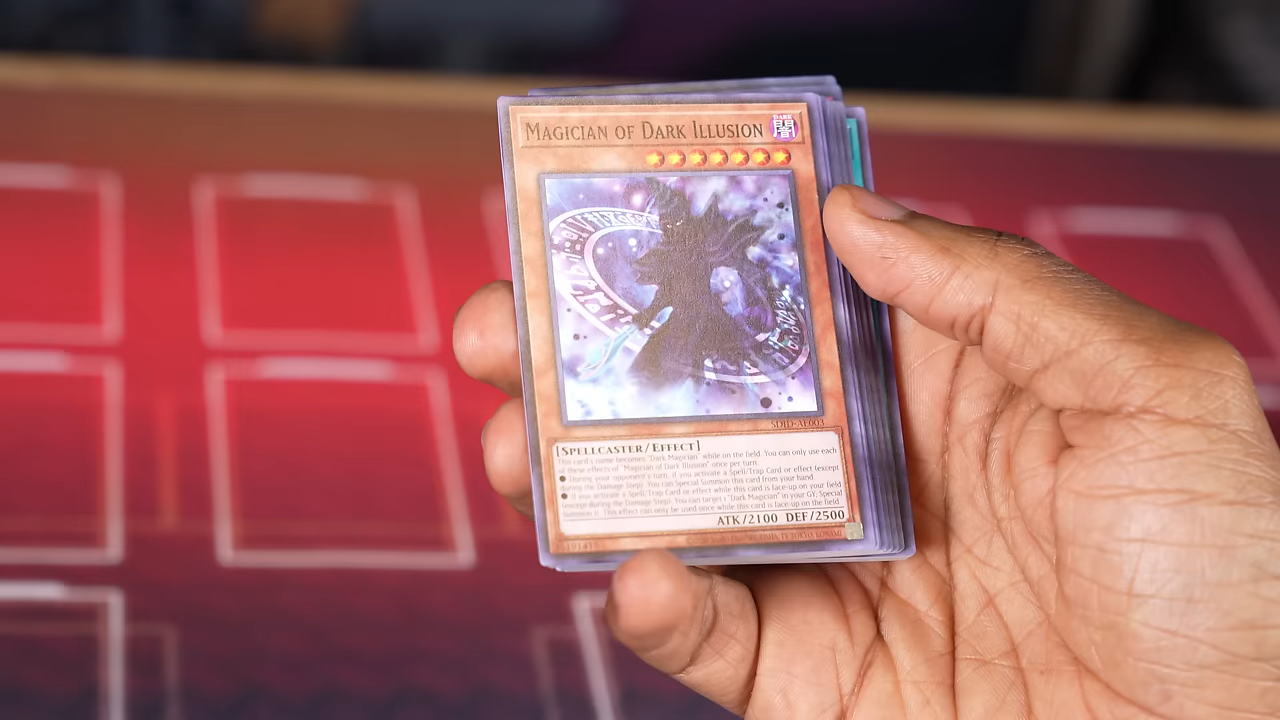 MAGICIAN OF DARK ILLUSION
DARK
闇
SDID-AE003
[SPELLCASTER/EFFECT]
This card's name becomes "Dark Magician" while on the field. You can only use each
of these effects of "Magician of Dark Illusion" once per turn.
● During your opponent's turn, if you activate a Spell/Trap Card or effect (except
during the Damage Step): You can Special Summon this card from your hand.
● If you activate a Spell/Trap Card or effect while this card is face-up on your field
(except during the Damage Step): You can target 1 "Dark Magician" in your GY; Special
Summon it. This effect can only be used once while this card is face-up on the field.
ATK/2100 DEF/2500
TV TOKYO, KONAMI